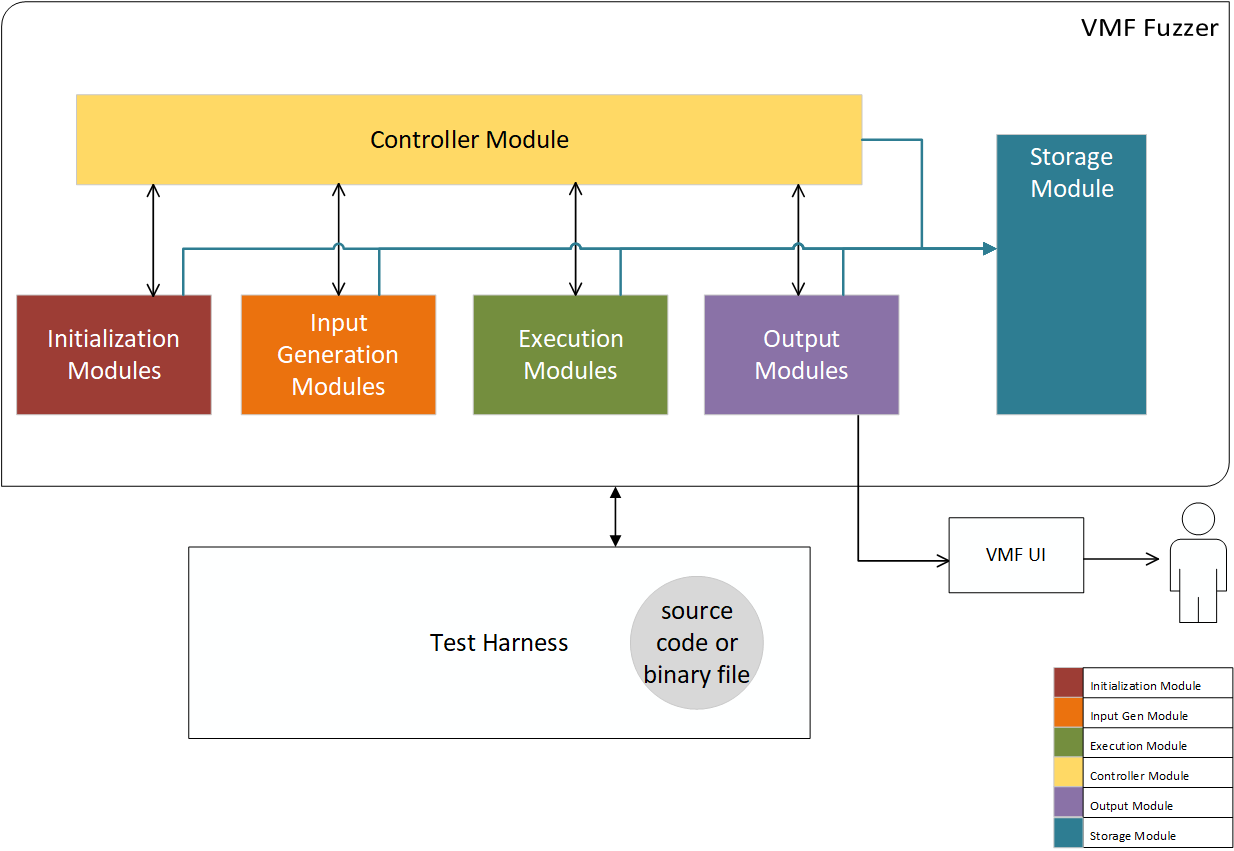 VMF Fuzzer
Controller Module
Storage
Module
Initialization
Modules
Input
Generation
Modules
Execution
Modules
Output
Modules
VMF UI
Test Harness
source
code or
binary file
Initialization Module
Input Gen Module
Execution Module
Controller Module
Output Module
Storage Module